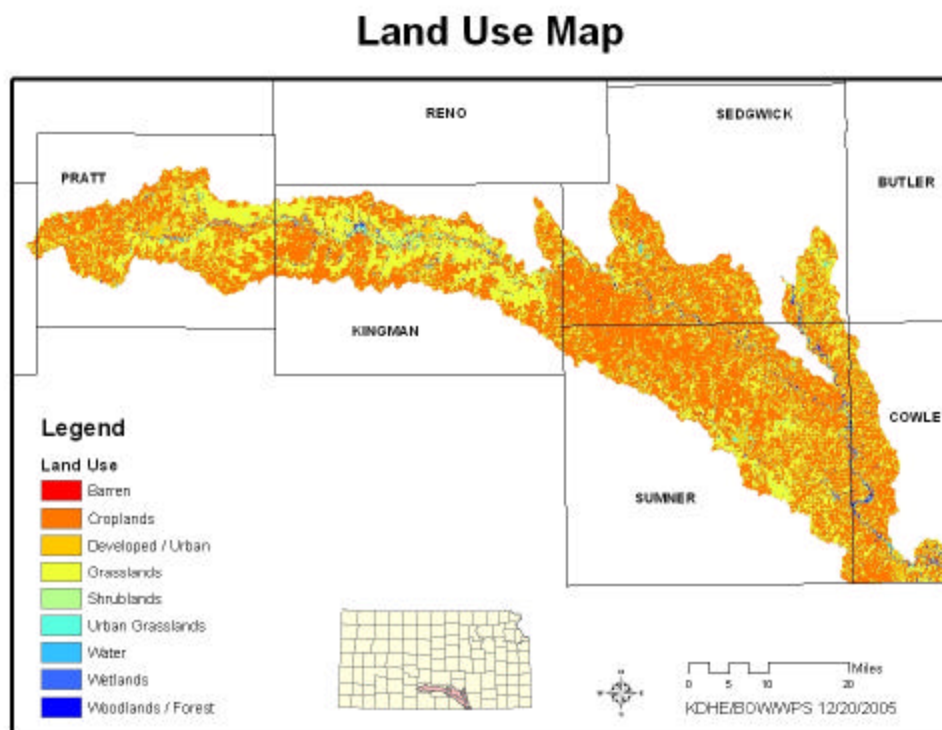 Land Use Map
RENO
SEDGWICK
PRATT
BUTLER
KINGMAN
COWLE
SUMNER
Legend
Land Use
Barren
Croplands
Developed / Urban
Grasslands
Shrublands
Urban Grasslands
Water
Wetlands
Woodlands / Forest
Miles
0 5 10 20
KDHE/BOW/WPS 12/20/2005